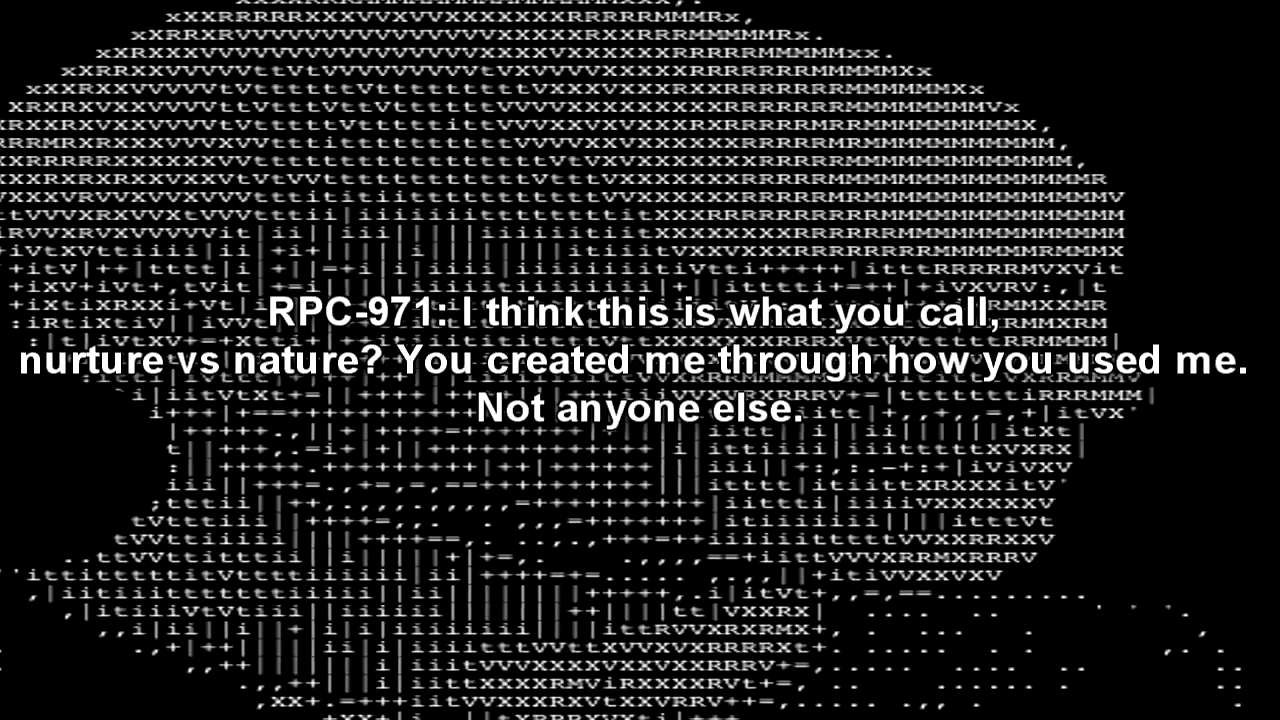 RPC-971: I think this is what you call,
nurture vs nature? You created me through how you used me.
Not anyone else.